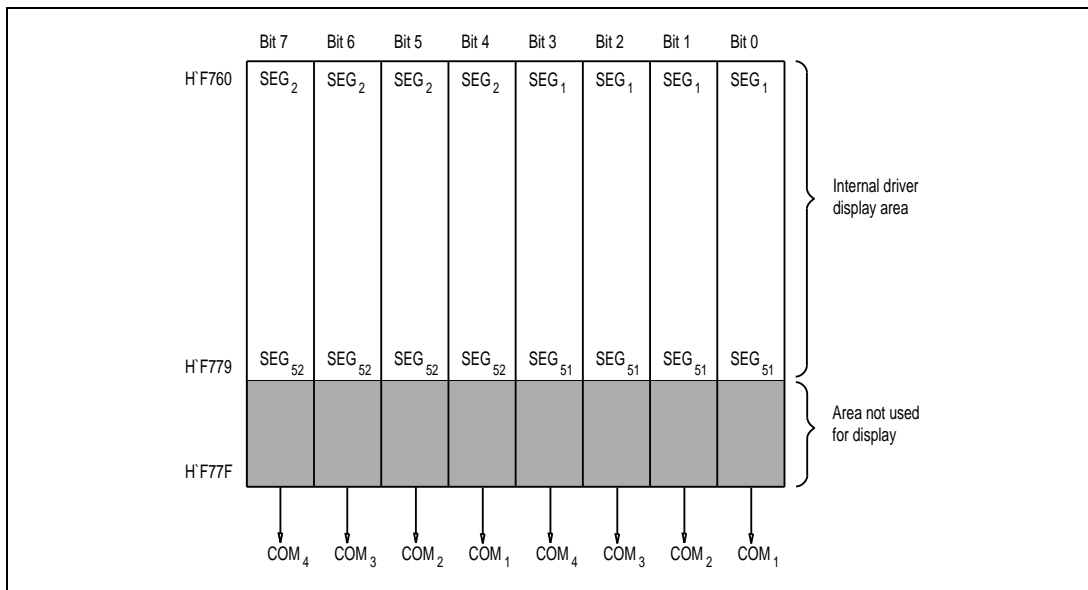 Bit 7 Bit 6 Bit 5 Bit 4 Bit 3 Bit 2 Bit 1 Bit 0
H`F760 SEG2 SEG2 SEG2 SEG2 SEG1 SEG1 SEG1 SEG1
Internal driver
display area
H`F779 SEG52 SEG52 SEG52 SEG52 SEG51 SEG51 SEG51 SEG51
Area not used
for display
H`F77F
COM4 COM3 COM2 COM1 COM4 COM3 COM2 COM1